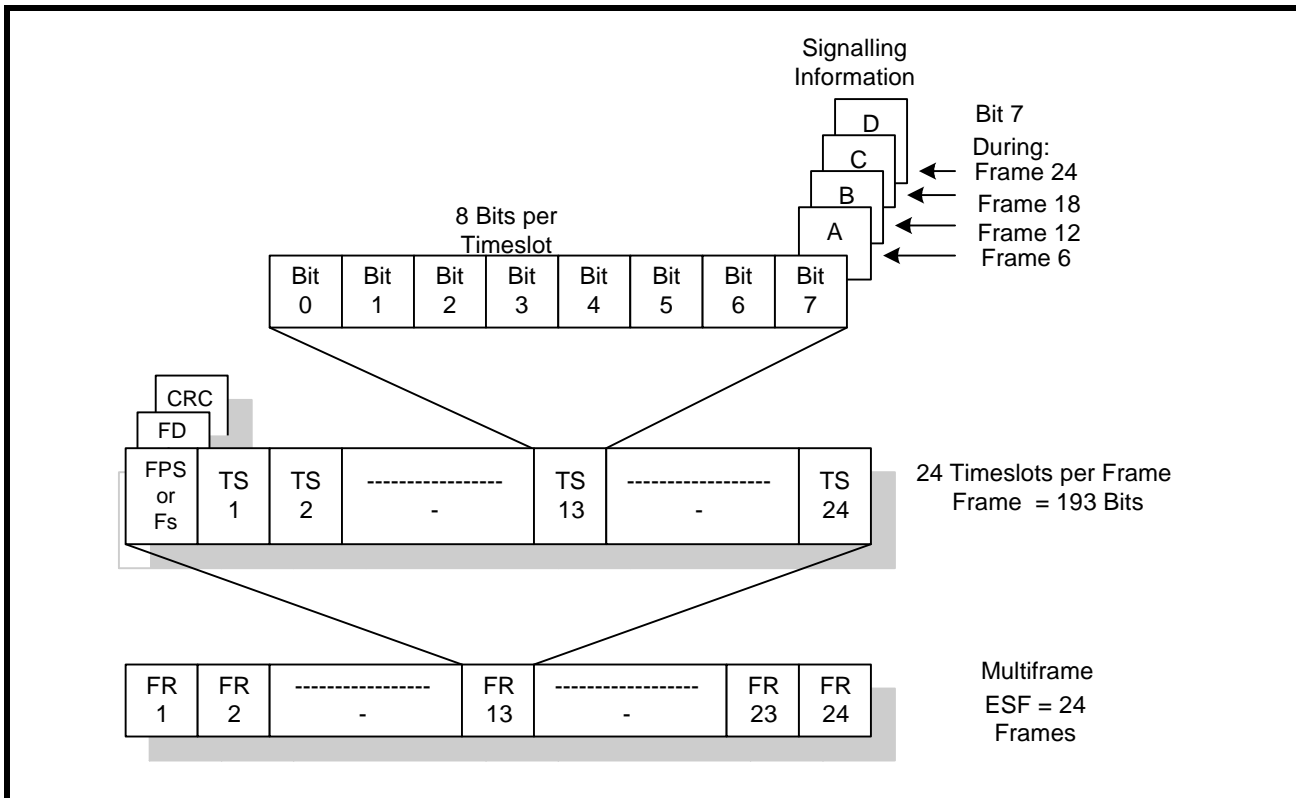 Signalling
Information
D
C
B
A
Bit 7
During:
Frame 24
Frame 18
Frame 12
Frame 6
8 Bits per
Timeslot
Bit 0
Bit 1
Bit 2
Bit 3
Bit 4
Bit 5
Bit 6
Bit 7
CRC
FD
FPS
or
Fs
TS 1
TS 2
------------------
-
TS 13
-------------------
-
TS 24
24 Timeslots per Frame
Frame = 193 Bits
FR 1
FR 2
------------------
-
FR 13
-------------------
-
FR 23
FR 24
Multiframe
ESF = 24
Frames